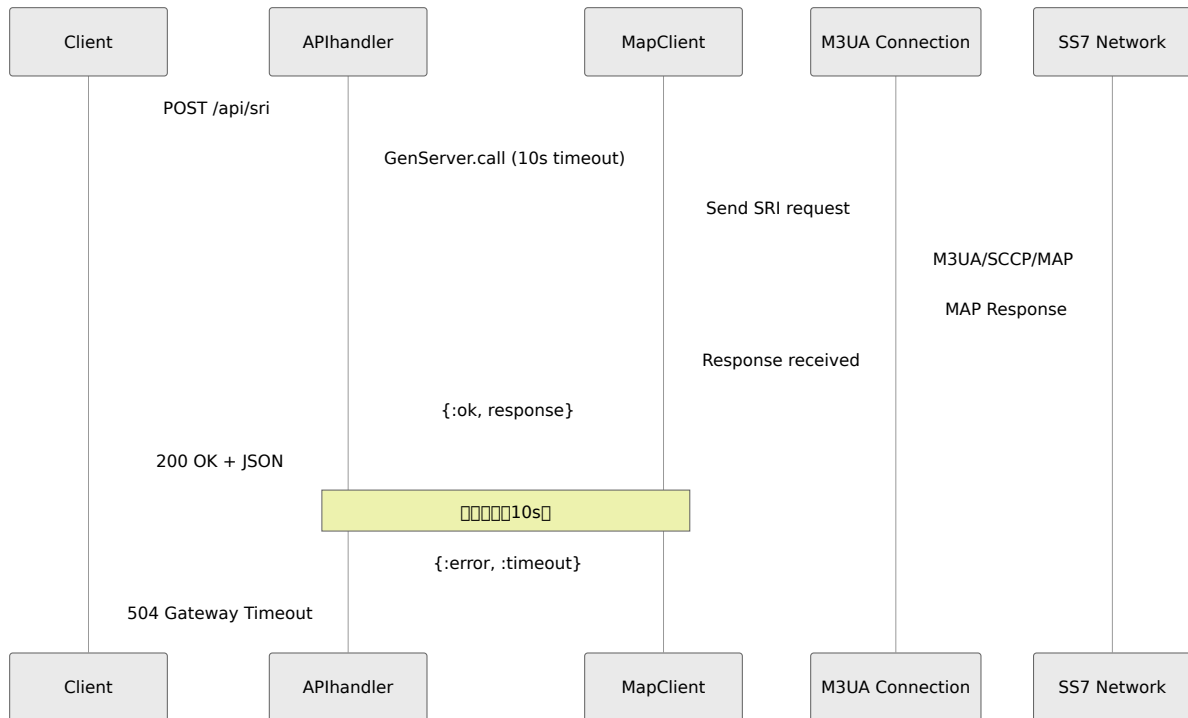 Client
APIhandler
MapClient
M3UA Connection
SS7 Network
POST /api/sri
GenServer.call (10s timeout)
Send SRI request
M3UA/SCCP/MAP
MAP Response
Response received
{:ok, response}
200 OK + JSON
10s
{:error, :timeout}
504 Gateway Timeout
Client
APIhandler
MapClient
M3UA Connection
SS7 Network